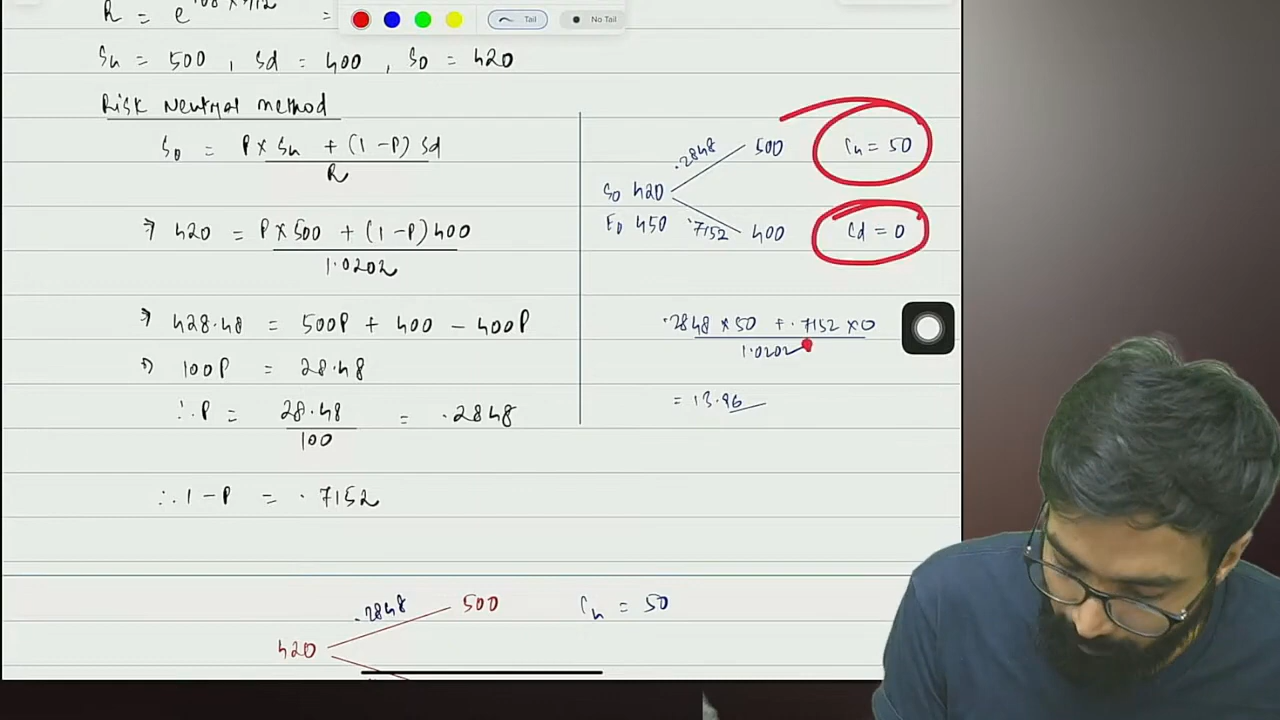 R = e
Tail
No Tail
Su = 500 , Sd = 400 , S0 = 420
Risk Neutral method
S0 = P × Su + (1 - P) Sd
R
⇒ 420 = P × 500 + (1 - P) 400
1.0202
⇒ 428.48 = 500P + 400 - 400P
⇒ 100P = 28.48
∴ P = 28.48 = .2848
100
∴ 1 - P = .7152
.2848
500
Cu = 50
S0 420
E0 450
.7152
400
Cd = 0
.2848 × 50 + .7152 × 0
1.0202
= 13.96
.2848
500
Cu = 50
420